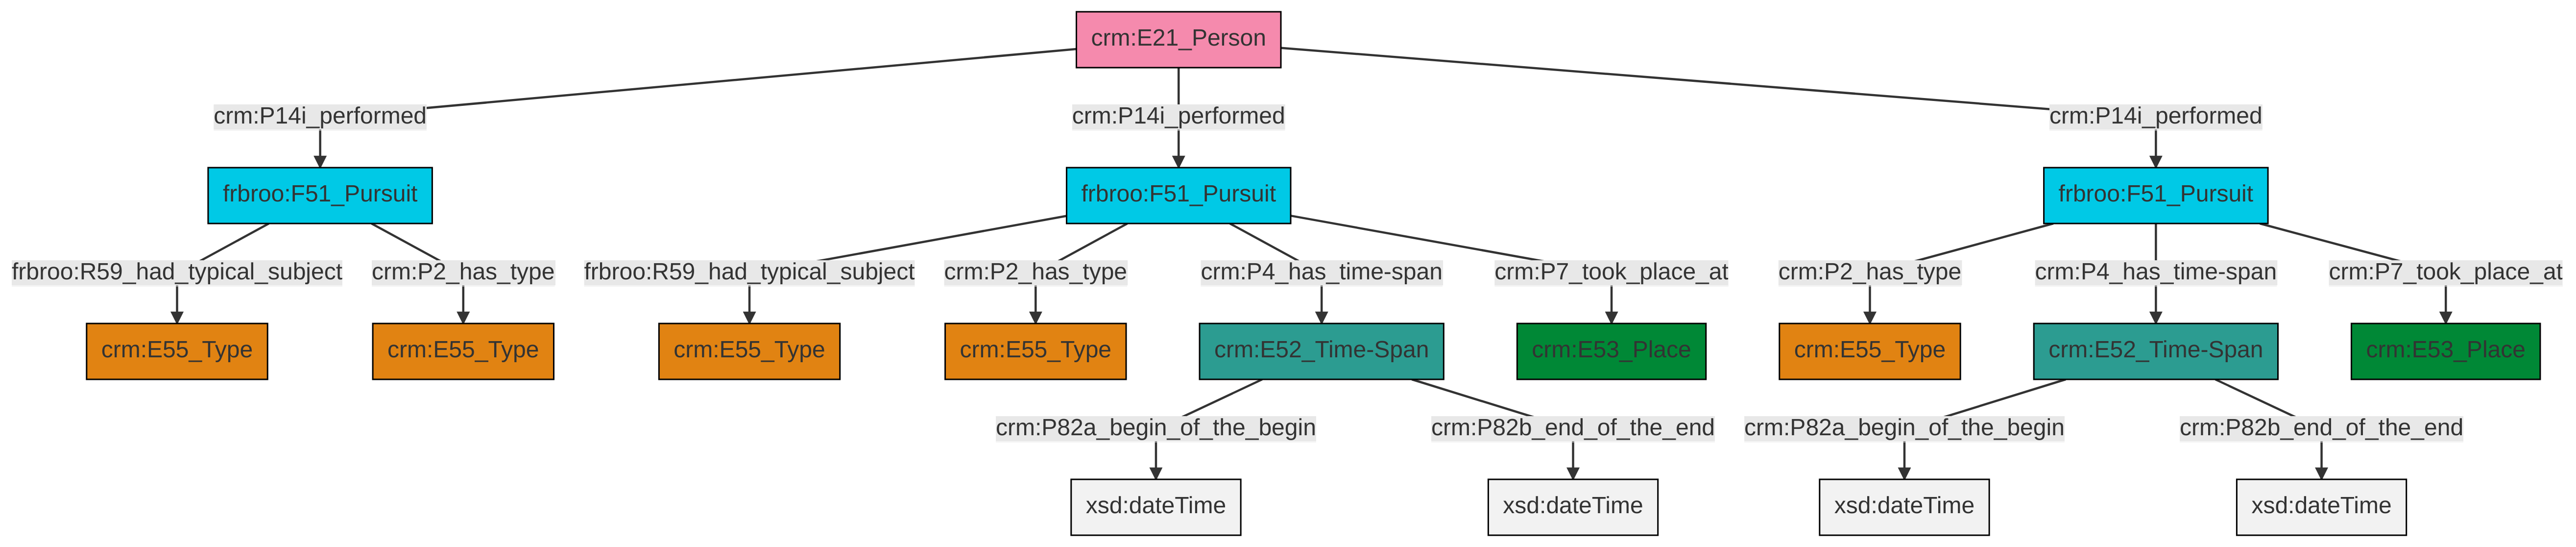 crm:E21_Person
crm:P14i_performed
crm:P14i_performed
crm:P14i_performed
frbroo:F51_Pursuit
frbroo:F51_Pursuit
frbroo:F51_Pursuit
frbroo:R59_had_typical_subject
crm:P2_has_type
frbroo:R59_had_typical_subject
crm:P2_has_type
crm:P4_has_time-span
crm:P7_took_place_at
crm:P2_has_type
crm:P4_has_time-span
crm:P7_took_place_at
crm:E55_Type
crm:E55_Type
crm:E55_Type
crm:E55_Type
crm:E52_Time-Span
crm:E53_Place
crm:E55_Type
crm:E52_Time-Span
crm:E53_Place
crm:P82a_begin_of_the_begin
crm:P82b_end_of_the_end
crm:P82a_begin_of_the_begin
crm:P82b_end_of_the_end
xsd:dateTime
xsd:dateTime
xsd:dateTime
xsd:dateTime